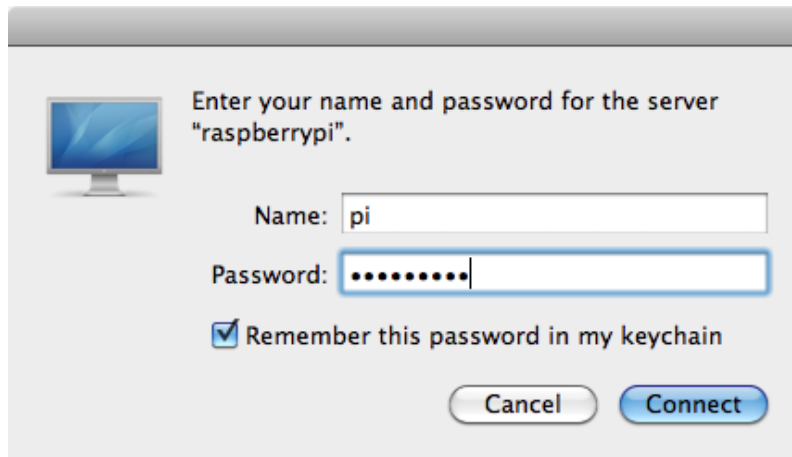 Enter your name and password for the server
“raspberrypi”.
Name: pi
Password: •••••••••
Remember this password in my keychain
Cancel Connect